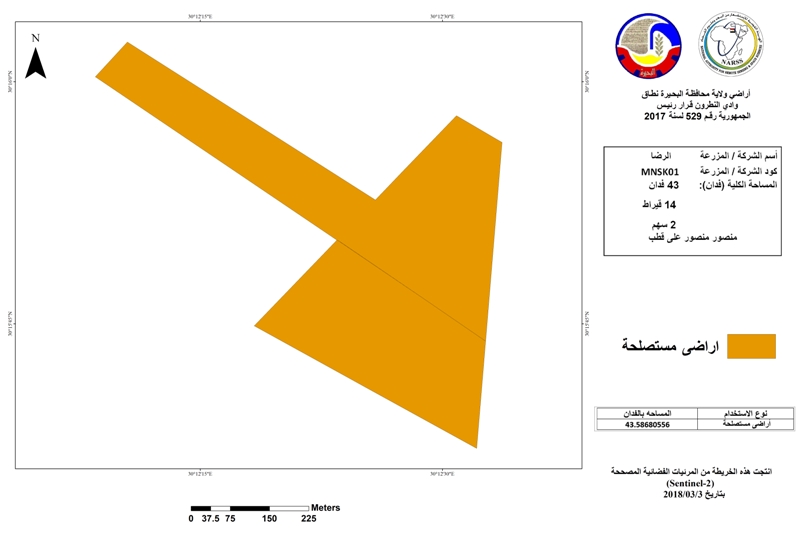 30°12'15"E
30°12'30"E
N
30°16'0"N
30°16'0"N
30°15'45"N
30°15'45"N
30°12'15"E
30°12'30"E
Meters
0 37.5 75 150 225
البحيرة
NARSS
أراضي ولاية محافظة البحيرة نطاق
وادي النطرون قرار رئيس
الجمهورية رقم 529 لسنة 2017
أسم الشركة / المزرعة الرضا
كود الشركة / المزرعة MNSK01
المساحة الكلية (فدان): 43 فدان
14 قيراط
2 سهم
منصور منصور على قطب
اراضى مستصلحة
نوع الاستخدام المساحه بالفدان
أراضي مستصلحة 43.58680556
انتجت هذه الخريطة من المرئيات الفضائية المصححة
(Sentinel-2)
بتاريخ 2018/03/3